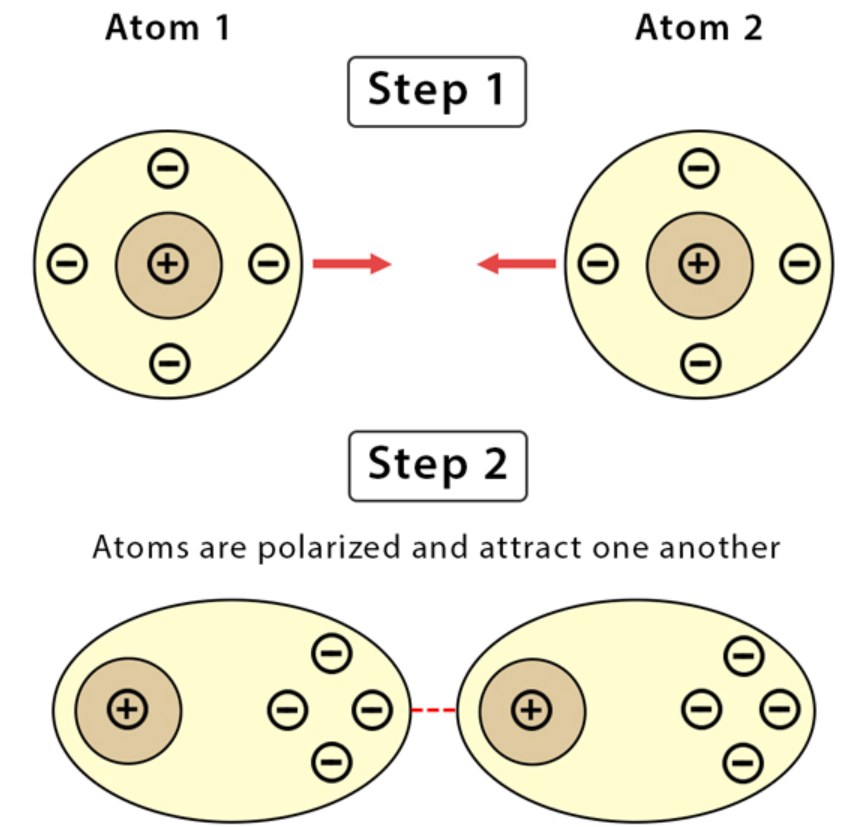 Atom 1
Atom 2
Step 1
Step 2
Atoms are polarized and attract one another